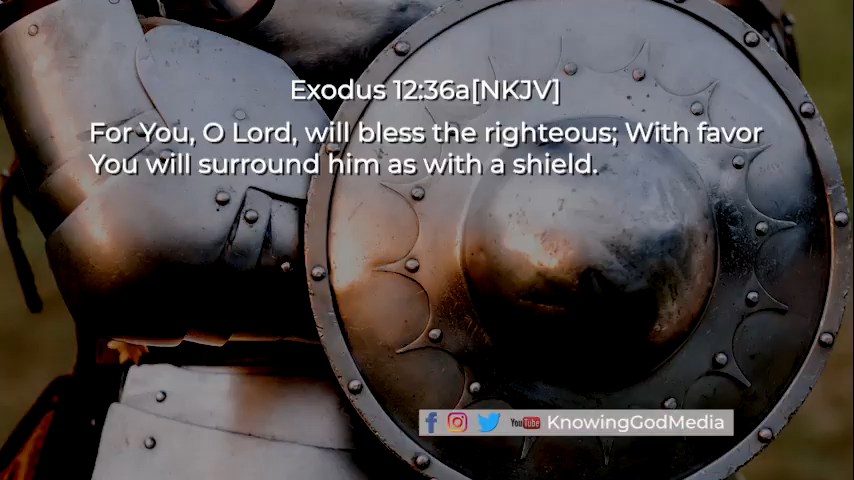 Exodus 12:36a[NKJV]
For You, O Lord, will bless the righteous; With favor
You will surround him as with a shield.
YouTube KnowingGodMedia